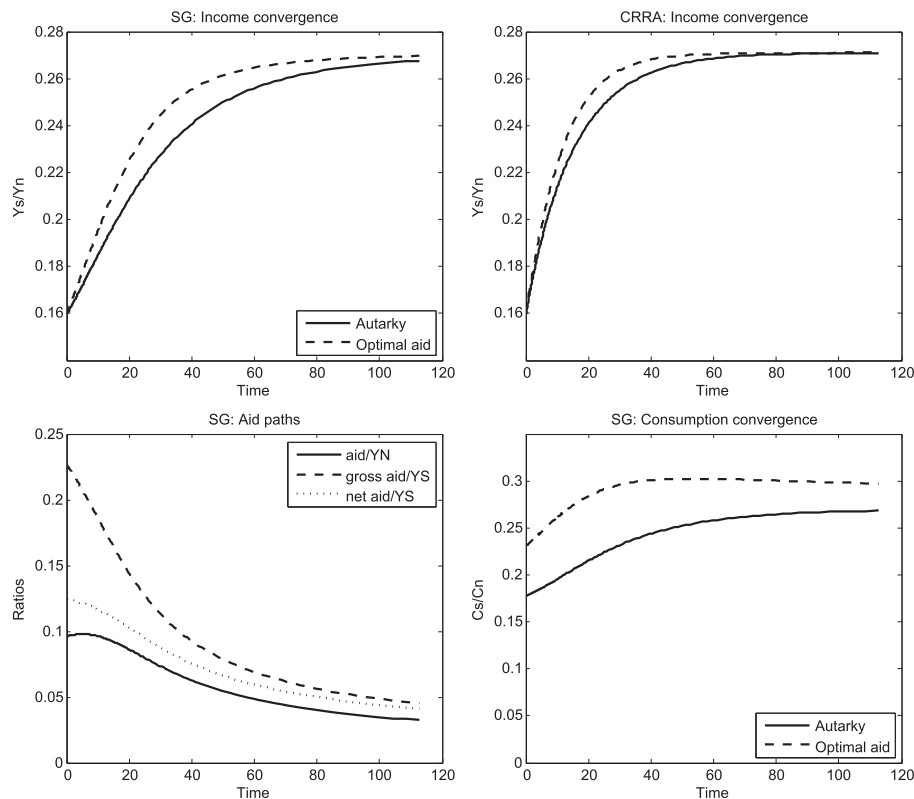 SG: Income convergence
0.28
0.26
0.24
0.22
0.2
0.18
0.16
Ys/Yn
Autarky
Optimal aid
0 20 40 60 80 100 120
Time
CRRA: Income convergence
0.28
0.26
0.24
0.22
0.2
0.18
0.16
Ys/Yn
0 20 40 60 80 100 120
Time
SG: Aid paths
0.25
0.2
0.15
0.1
0.05
0
Ratios
aid/YN
gross aid/YS
net aid/YS
0 20 40 60 80 100 120
Time
SG: Consumption convergence
0.3
0.25
0.2
0.15
0.1
0.05
0
Cs/Cn
Autarky
Optimal aid
0 20 40 60 80 100 120
Time